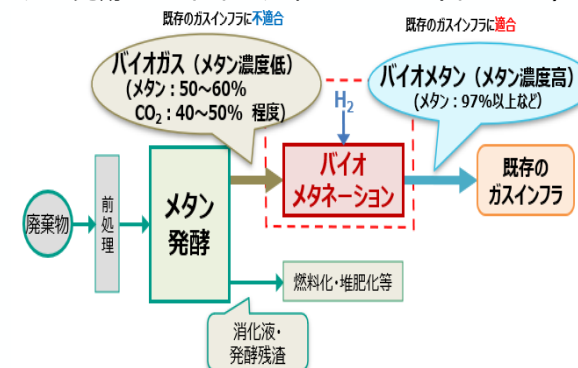 既存のガスインフラに不適合
既存のガスインフラに適合
バイオガス（メタン濃度低）
（メタン：50～60%
CO₂：40～50% 程度）
バイオメタン（メタン濃度高）
（メタン：97%以上など）
H₂
バイオ
メタネーション
既存の
ガスインフラ
廃棄物
前処理
メタン
発酵
燃料化・堆肥化等
消化液・
発酵残渣